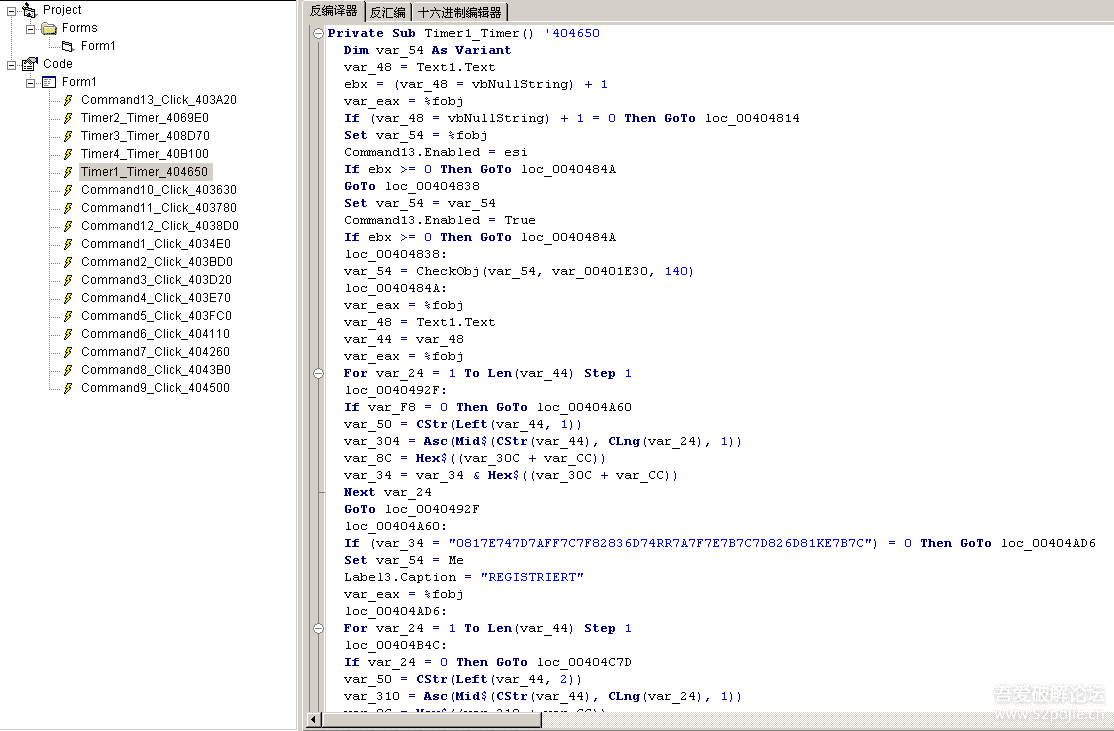 Project
Forms
Form1
Code
Form1
Command13_Click_403A20
Timer2_Timer_4069E0
Timer3_Timer_408D70
Timer4_Timer_40B100
Timer1_Timer_404650
Command10_Click_403630
Command11_Click_403780
Command12_Click_4038D0
Command1_Click_4034E0
Command2_Click_403BD0
Command3_Click_403D20
Command4_Click_403E70
Command5_Click_403FC0
Command6_Click_404110
Command7_Click_404260
Command8_Click_4043B0
Command9_Click_404500
反编译器 反汇编 十六进制编辑器
Private Sub Timer1_Timer() '404650
Dim var_54 As Variant
var_48 = Text1.Text
ebx = (var_48 = vbNullString) + 1
var_eax = %fobj
If (var_48 = vbNullString) + 1 = 0 Then GoTo loc_00404814
Set var_54 = %fobj
Command13.Enabled = esi
If ebx >= 0 Then GoTo loc_0040484A
GoTo loc_00404838
Set var_54 = var_54
Command13.Enabled = True
If ebx >= 0 Then GoTo loc_0040484A
loc_00404838:
var_54 = CheckObj(var_54, var_00401E30, 140)
loc_0040484A:
var_eax = %fobj
var_48 = Text1.Text
var_44 = var_48
var_eax = %fobj
For var_24 = 1 To Len(var_44) Step 1
loc_0040492F:
If var_F8 = 0 Then GoTo loc_00404A60
var_50 = CStr(Left(var_44, 1))
var_304 = Asc(Mid$(CStr(var_44), CLng(var_24), 1))
var_8C = Hex$((var_30C + var_CC))
var_34 = var_34 & Hex$((var_30C + var_CC))
Next var_24
GoTo loc_0040492F
loc_00404A60:
If (var_34 = "0817E747D7AFF7C7F82836D74RR7A7F7E7B7C7D826D81KE7B7C") = 0 Then GoTo loc_00404AD6
Set var_54 = Me
Label3.Caption = "REGISTRIERT"
var_eax = %fobj
loc_00404AD6:
For var_24 = 1 To Len(var_44) Step 1
loc_00404B4C:
If var_24 = 0 Then GoTo loc_00404C7D
var_50 = CStr(Left(var_44, 2))
var_310 = Asc(Mid$(CStr(var_44), CLng(var_24), 1))
吾爱破解论坛
www.52pojie.cn